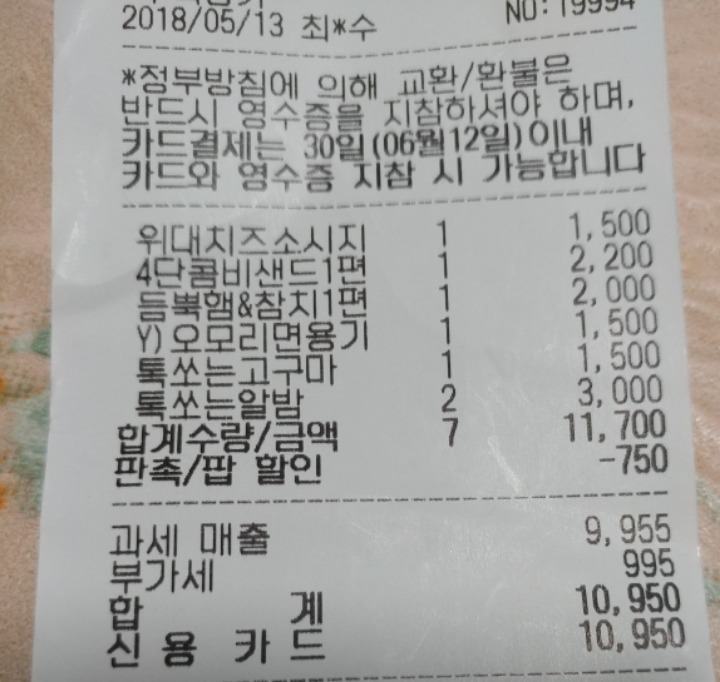 2018/05/13 최*수
NO:19994
*정부방침에 의해 교환/환불은
반드시 영수증을 지참하셔야 하며,
카드결제는 30일(06월12일)이내
카드와 영수증 지참 시 가능합니다
위대치즈소시지 1 1,500
4단콤비샌드1편 1 2,200
듬뿍햄&참치1편 1 2,000
Y)오모리면용기 1 1,500
톡쏘는고구마 1 1,500
톡쏘는알밤 2 3,000
합계수량/금액 7 11,700
판촉/팝 할인 -750
과세 매출 9,955
부가세 995
합 계 10,950
신 용 카 드 10,950